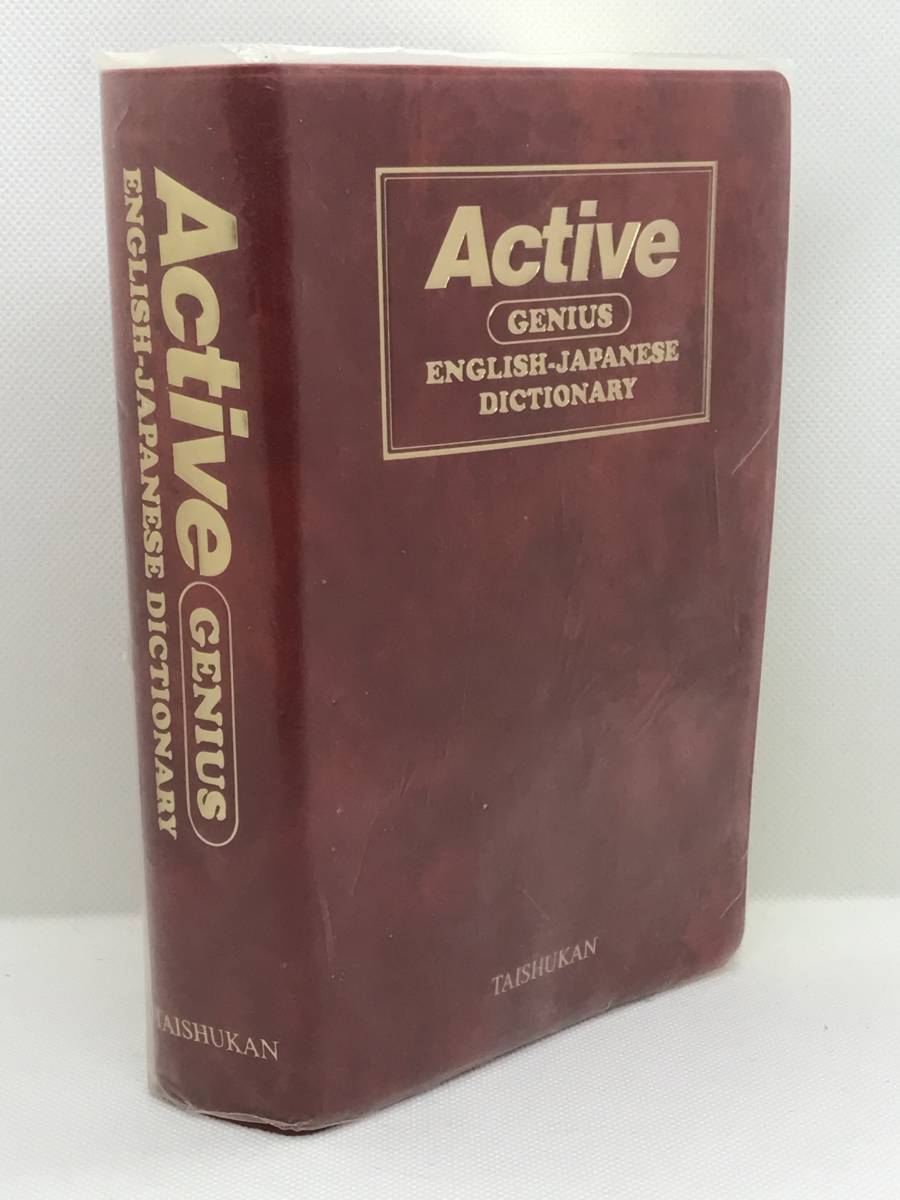 Active
GENIUS
ENGLISH-JAPANESE
DICTIONARY
TAISHUKAN
Active GENIUS
ENGLISH-JAPANESE DICTIONARY
TAISHUKAN